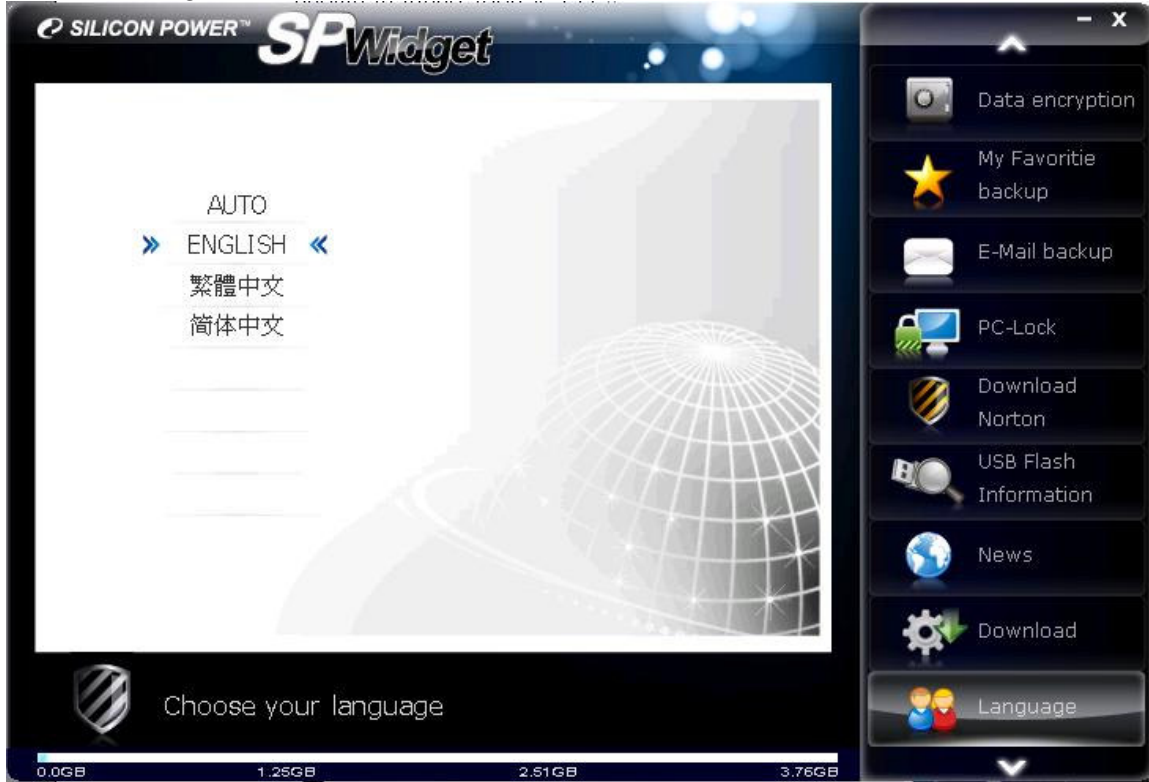 SILICON POWER™ SPWidget
AUTO
ENGLISH
繁體中文
简体中文
Choose your language
0.0GB 1.25GB 2.51GB 3.76GB
Data encryption
My Favoritie
backup
E-Mail backup
PC-Lock
Download
Norton
USB Flash
Information
News
Download
Language